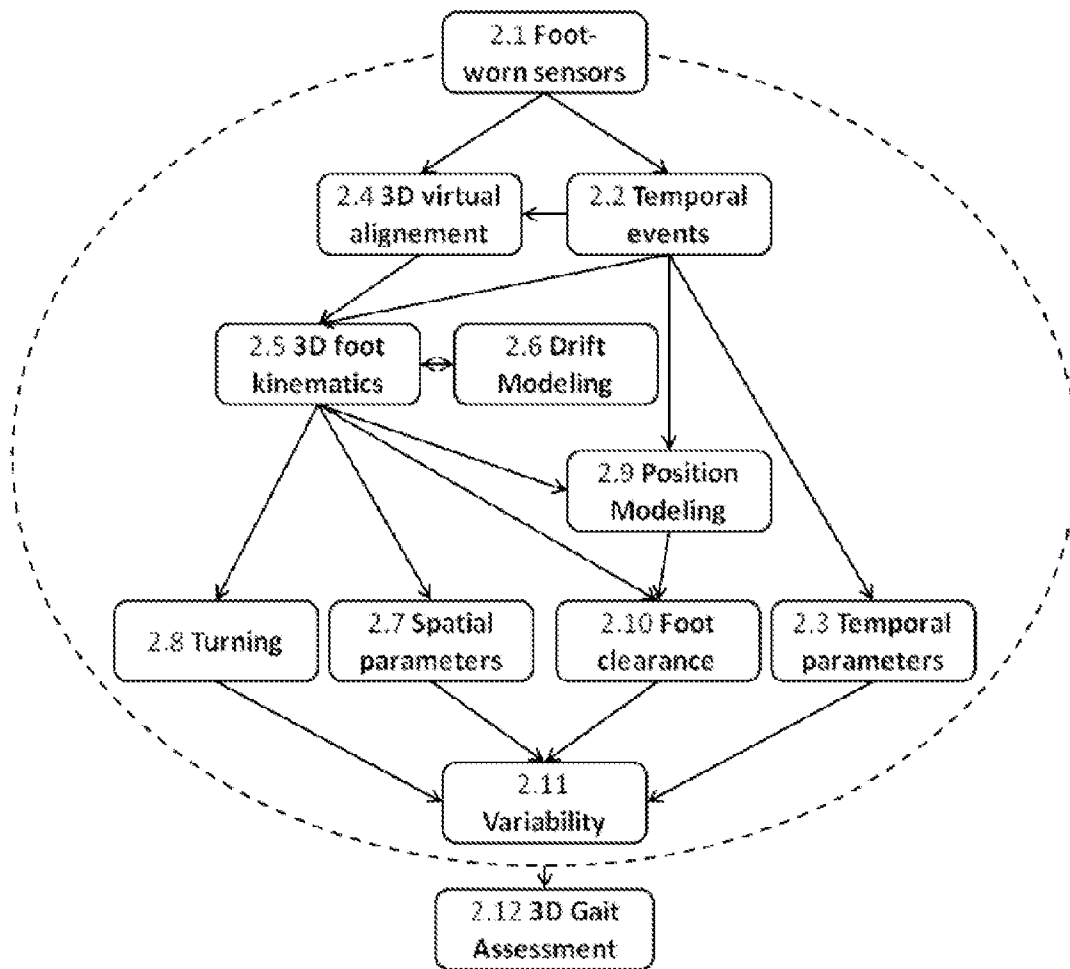 2.1 Foot-
worn sensors
2.4 3D virtual
alignement
2.2 Temporal
events
2.5 3D foot
kinematics
2.6 Drift
Modeling
2.9 Position
Modeling
2.8 Turning
2.7 Spatial
parameters
2.10 Foot
clearance
2.3 Temporal
parameters
2.11
Variability
2.12 3D Gait
Assessment